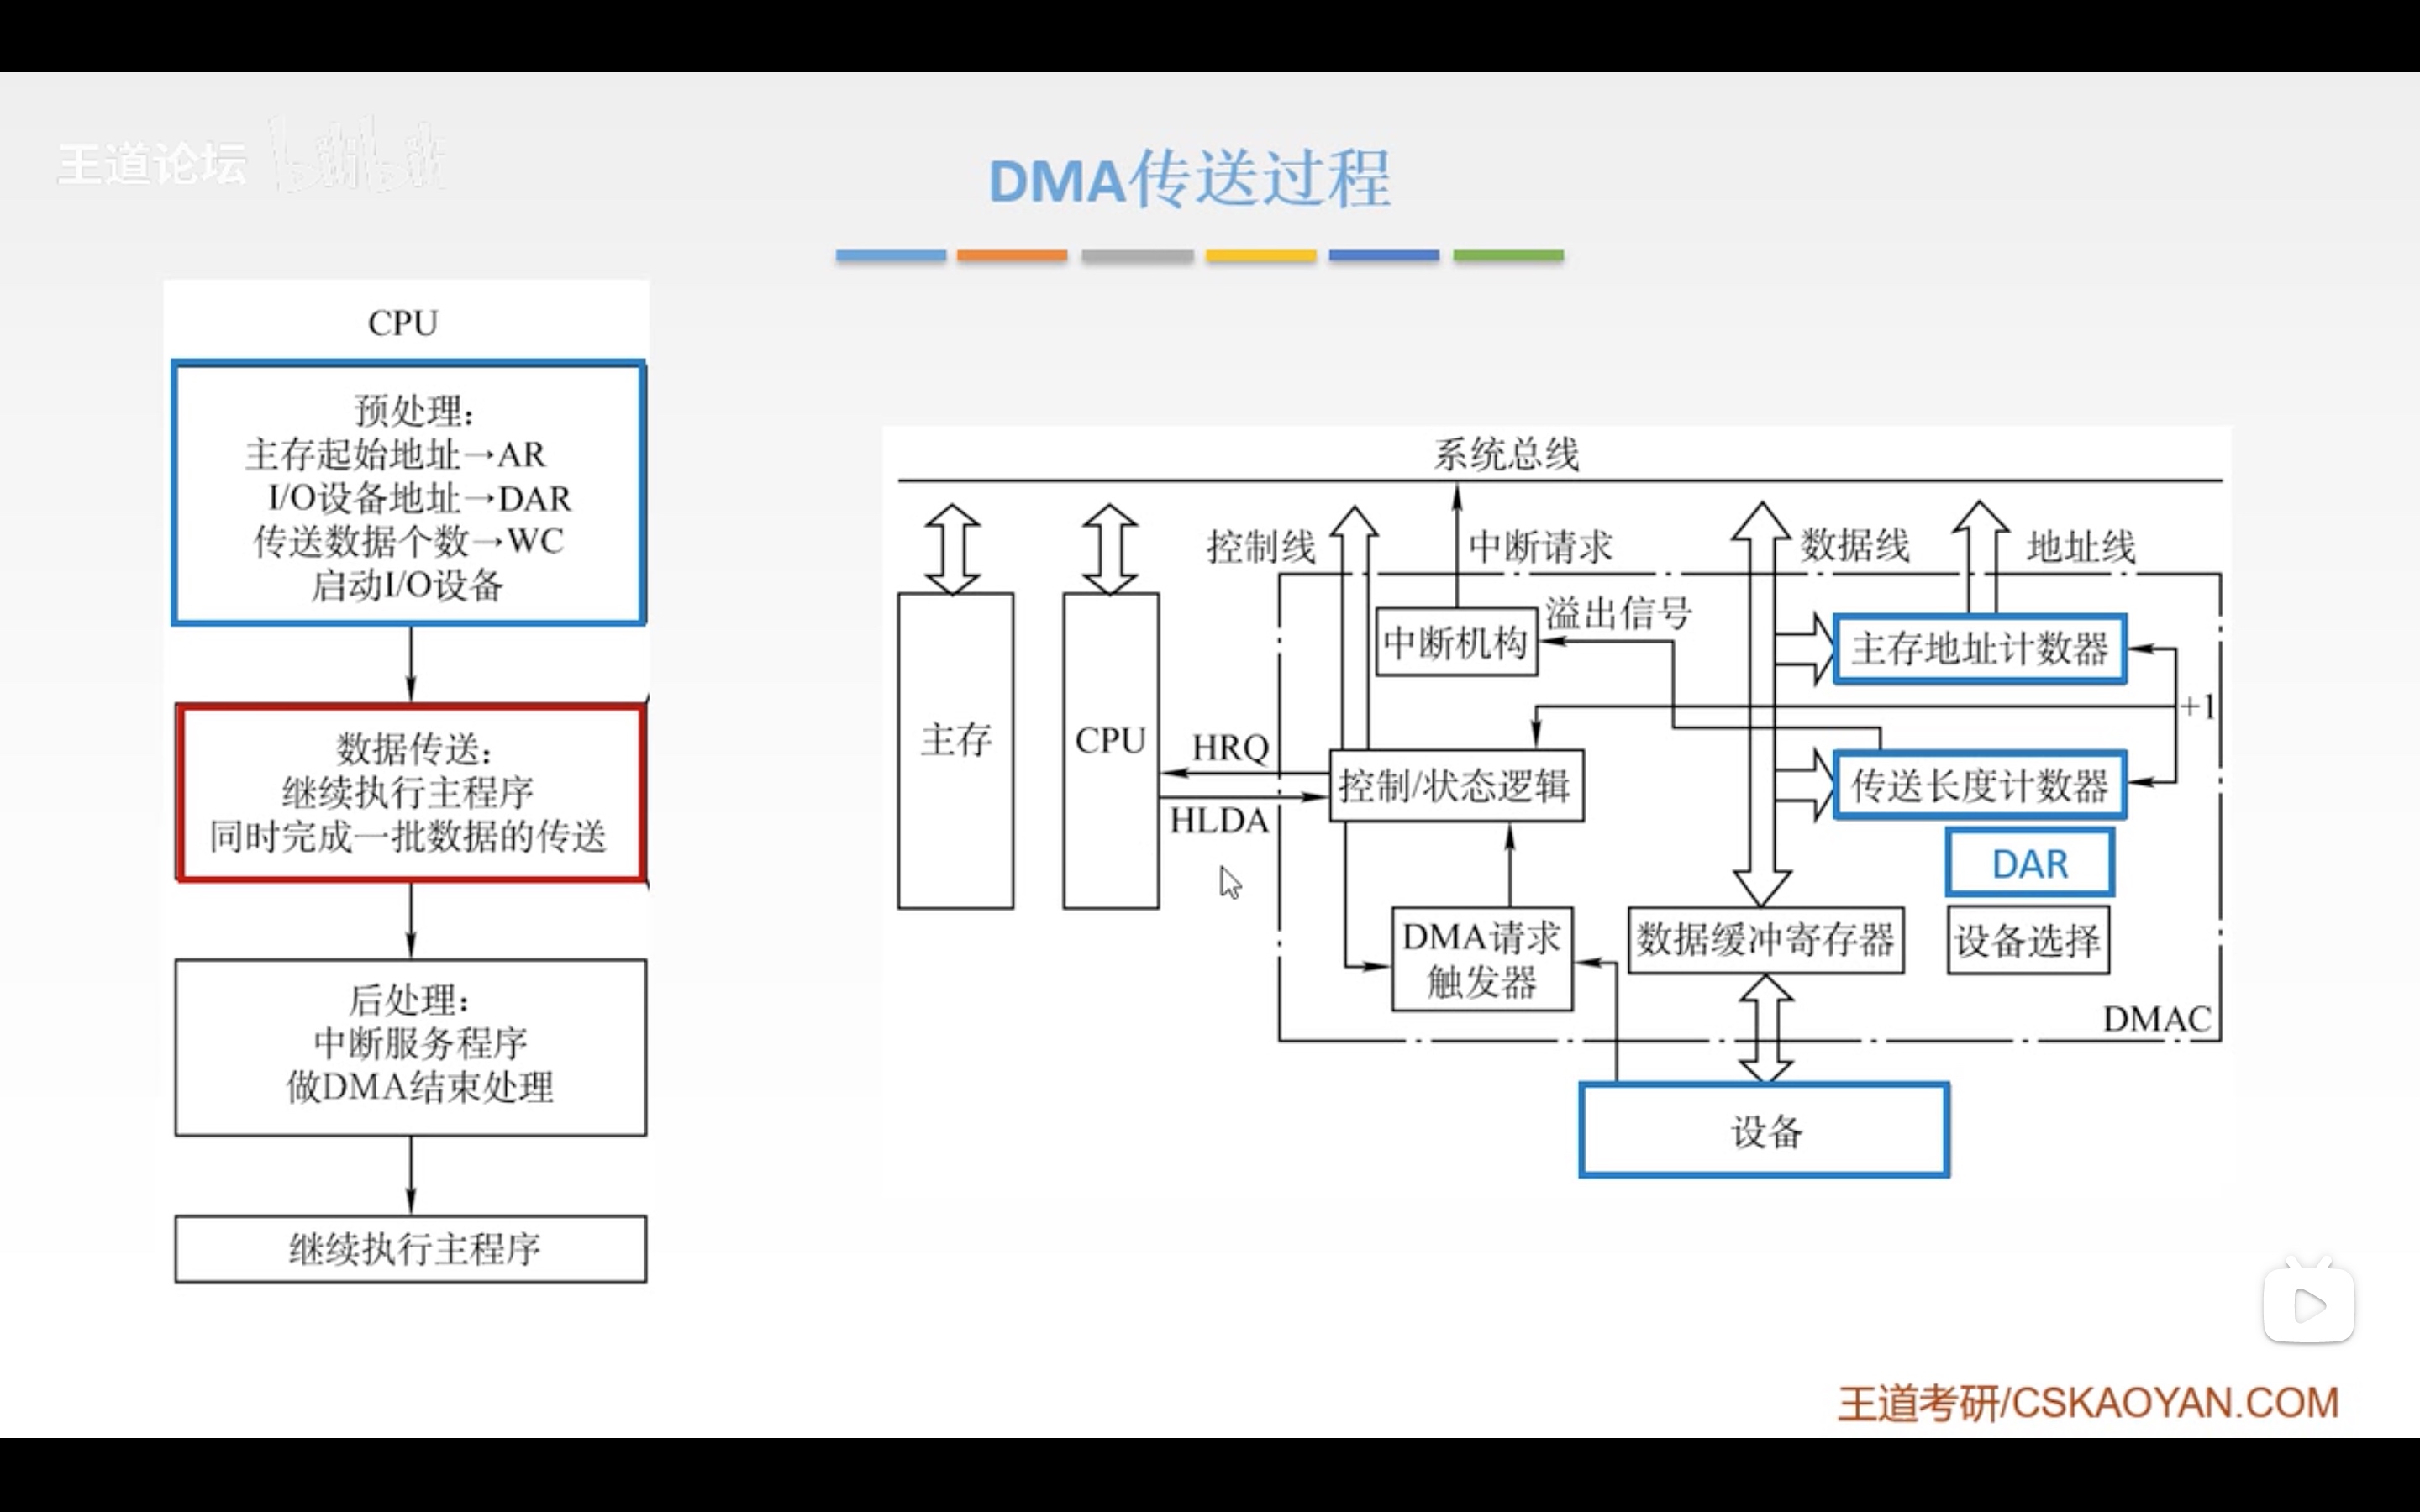 王道论坛 bilibili
DMA传送过程
CPU
预处理：
主存起始地址→AR
I/O设备地址→DAR
传送数据个数→WC
启动I/O设备
数据传送：
继续执行主程序
同时完成一批数据的传送
后处理：
中断服务程序
做DMA结束处理
继续执行主程序
系统总线
控制线
中断请求
数据线
地址线
溢出信号
中断机构
主存地址计数器
+1
主存
CPU
HRQ
HLDA
控制/状态逻辑
传送长度计数器
DAR
DMA请求
触发器
数据缓冲寄存器
设备选择
DMAC
设备
王道考研/CSKAOYAN.COM